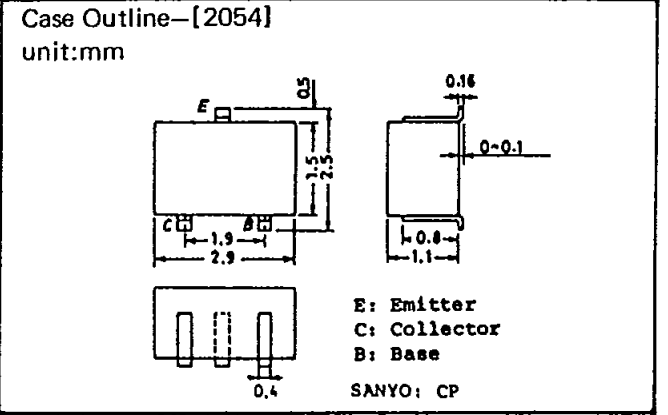 Case Outline—[2054]
unit:mm
0.5
0.16
E
1.5
2.5
0~0.1
C
B
1.9
2.9
0.8
1.1
E: Emitter
C: Collector
B: Base
0.4
SANYO: CP